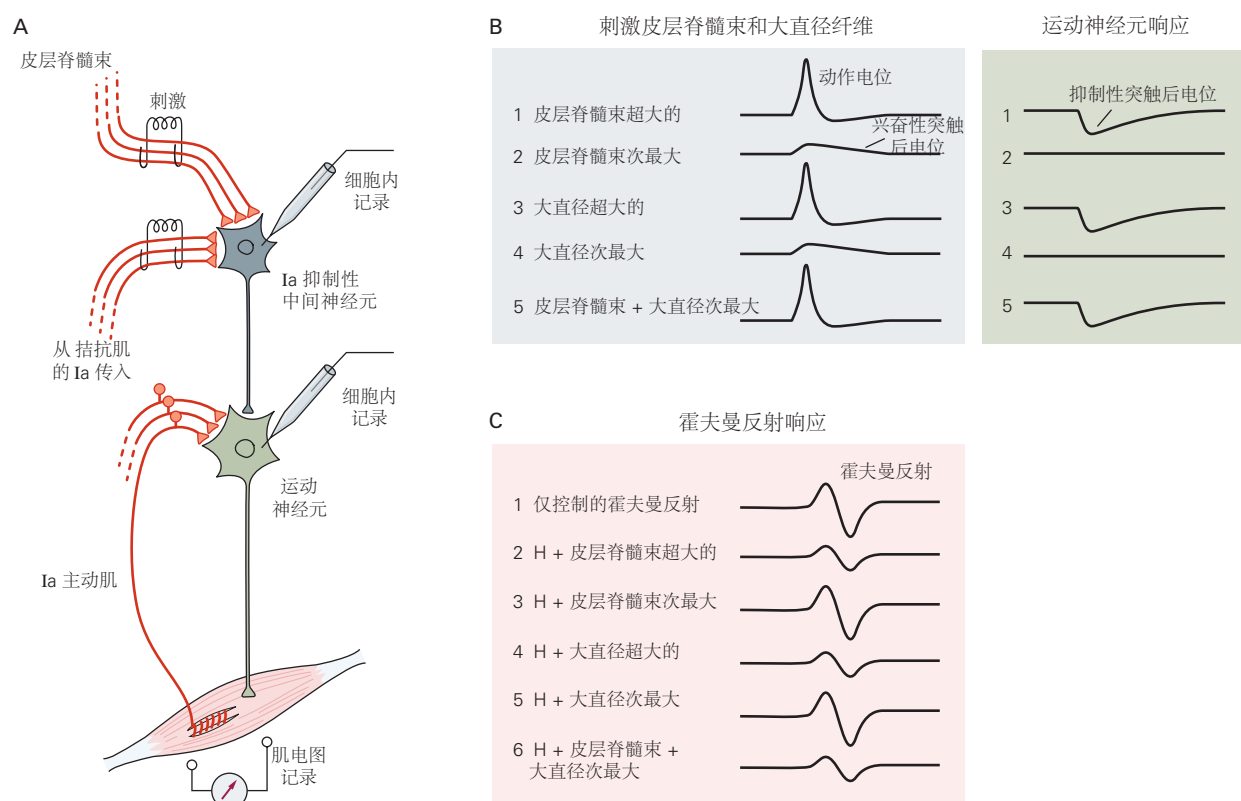 A
皮层脊髓束
刺激
细胞内
记录
Ia 抑制性
中间神经元
从 拮抗肌
的 Ia 传入
细胞内
记录
运动
神经元
Ia 主动肌
肌电图
记录
B
刺激皮层脊髓束和大直径纤维
运动神经元响应
动作电位
1 皮层脊髓束超大的
兴奋性突触
后电位
2 皮层脊髓束次最大
3 大直径超大的
4 大直径次最大
5 皮层脊髓束 + 大直径次最大
抑制性突触后电位
1
2
3
4
5
C
霍夫曼反射响应
霍夫曼反射
1 仅控制的霍夫曼反射
2 H + 皮层脊髓束超大的
3 H + 皮层脊髓束次最大
4 H + 大直径超大的
5 H + 大直径次最大
6 H + 皮层脊髓束 +
大直径次最大